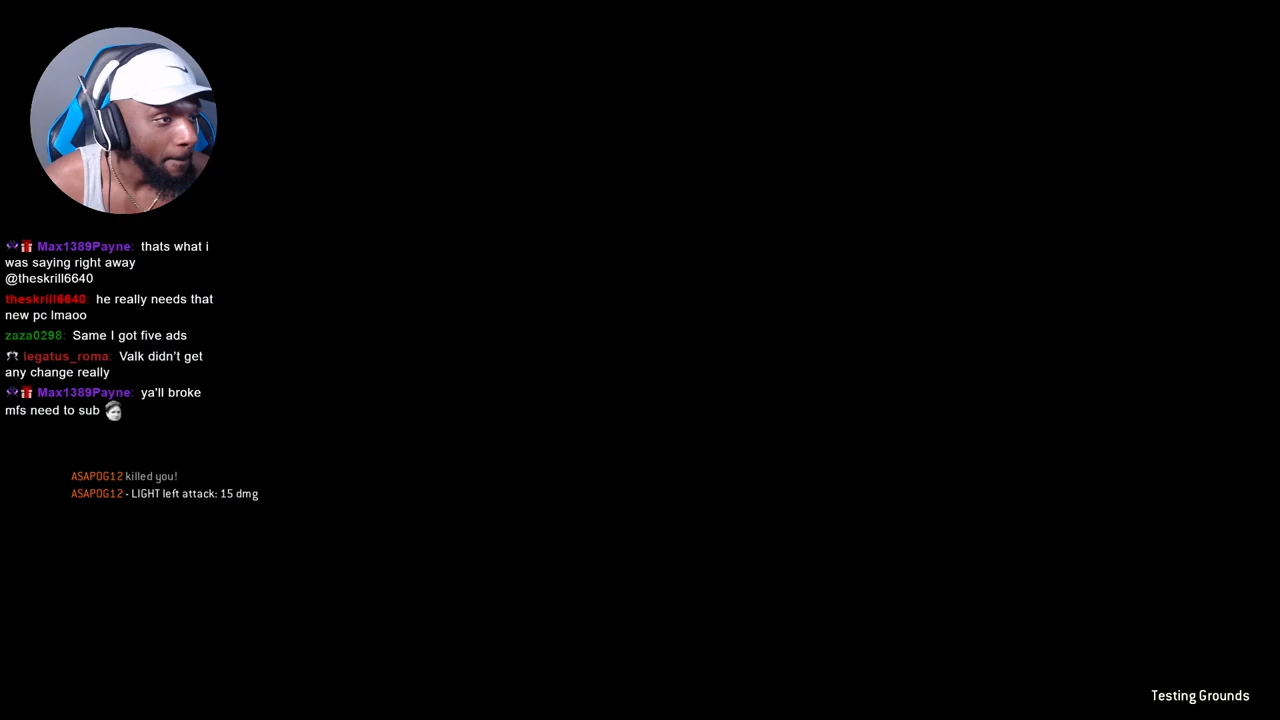 Max1389Payne: thats what i
was saying right away
@theskrill6640
theskrill6640: he really needs that
new pc lmaoo
zaza0298: Same I got five ads
legatus_roma: Valk didn't get
any change really
Max1389Payne: ya'll broke
mfs need to sub
ASAPOG12 killed you!
ASAPOG12 - LIGHT left attack: 15 dmg
Testing Grounds